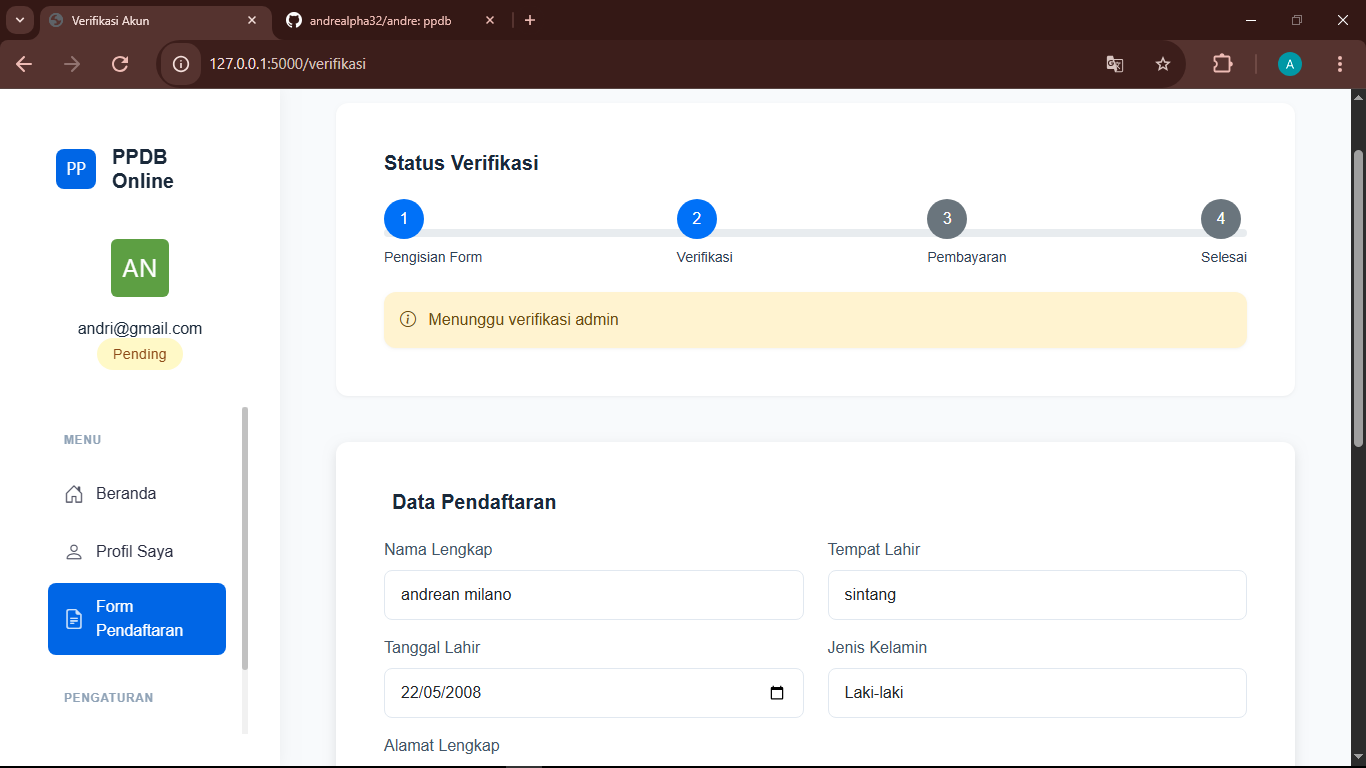 Verifikasi Akun
andrealpha32/andre: ppdb
127.0.0.1:5000/verifikasi
A
PP
PPDB
Online
AN
andri@gmail.com
Pending
MENU
Beranda
Profil Saya
Form
Pendaftaran
PENGATURAN
Status Verifikasi
1
2
3
4
Pengisian Form
Verifikasi
Pembayaran
Selesai
Menunggu verifikasi admin
Data Pendaftaran
Nama Lengkap
Tempat Lahir
andrean milano
sintang
Tanggal Lahir
Jenis Kelamin
22/05/2008
Laki-laki
Alamat Lengkap